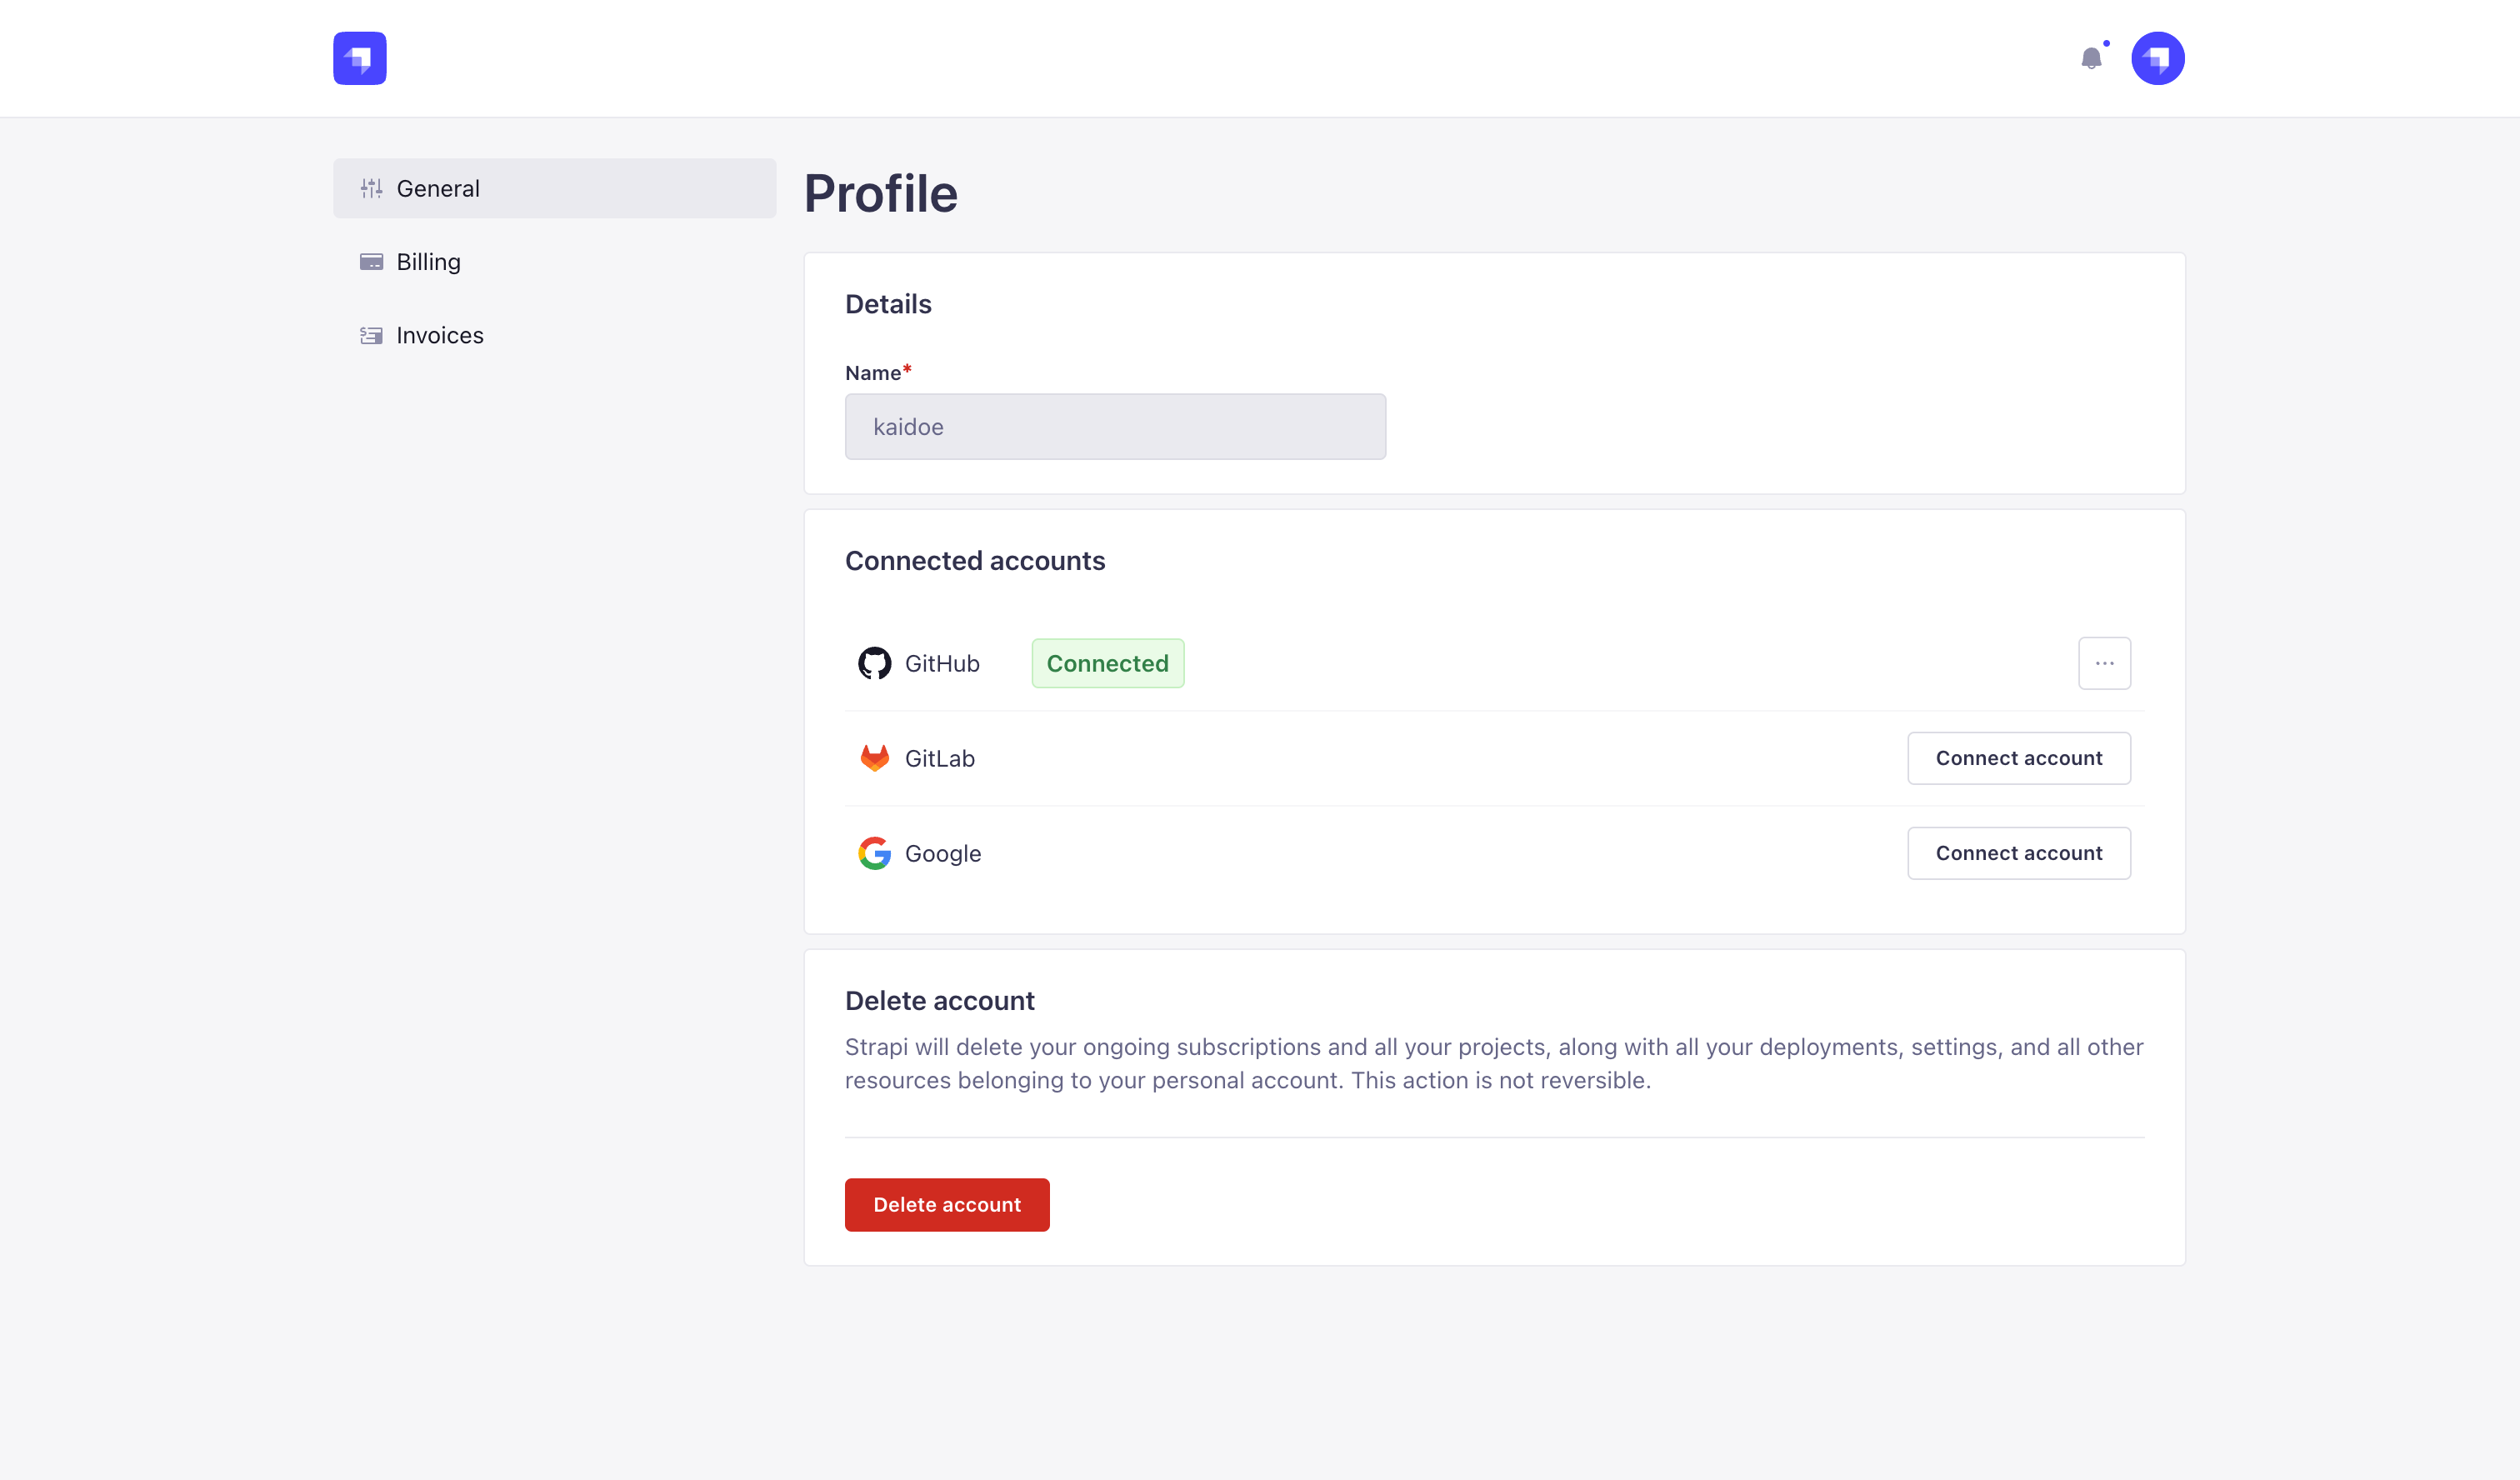 General
Billing
Invoices
Profile
Details
Name*
kaidoe
Connected accounts
GitHub Connected
GitLab Connect account
Google Connect account
Delete account
Strapi will delete your ongoing subscriptions and all your projects, along with all your deployments, settings, and all other
resources belonging to your personal account. This action is not reversible.
Delete account